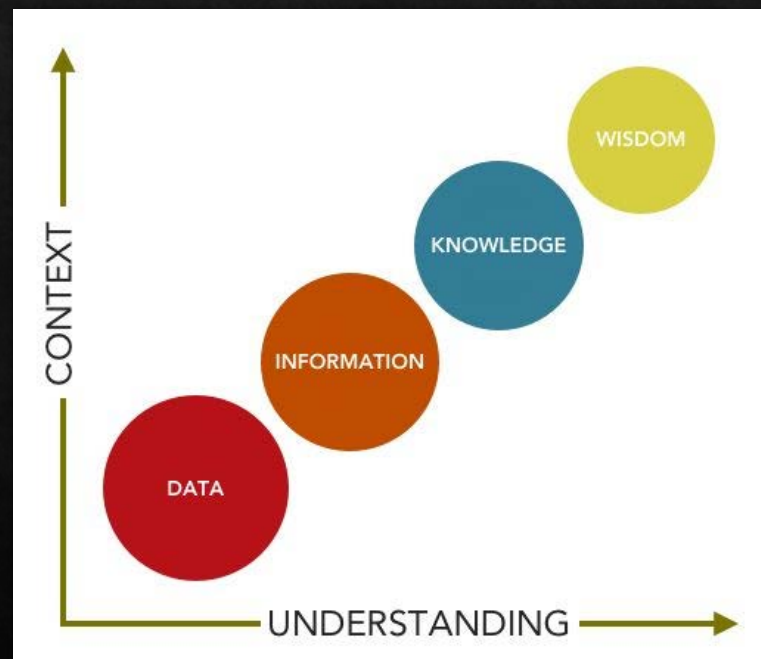 WISDOM
KNOWLEDGE
CONTEXT
INFORMATION
DATA
UNDERSTANDING